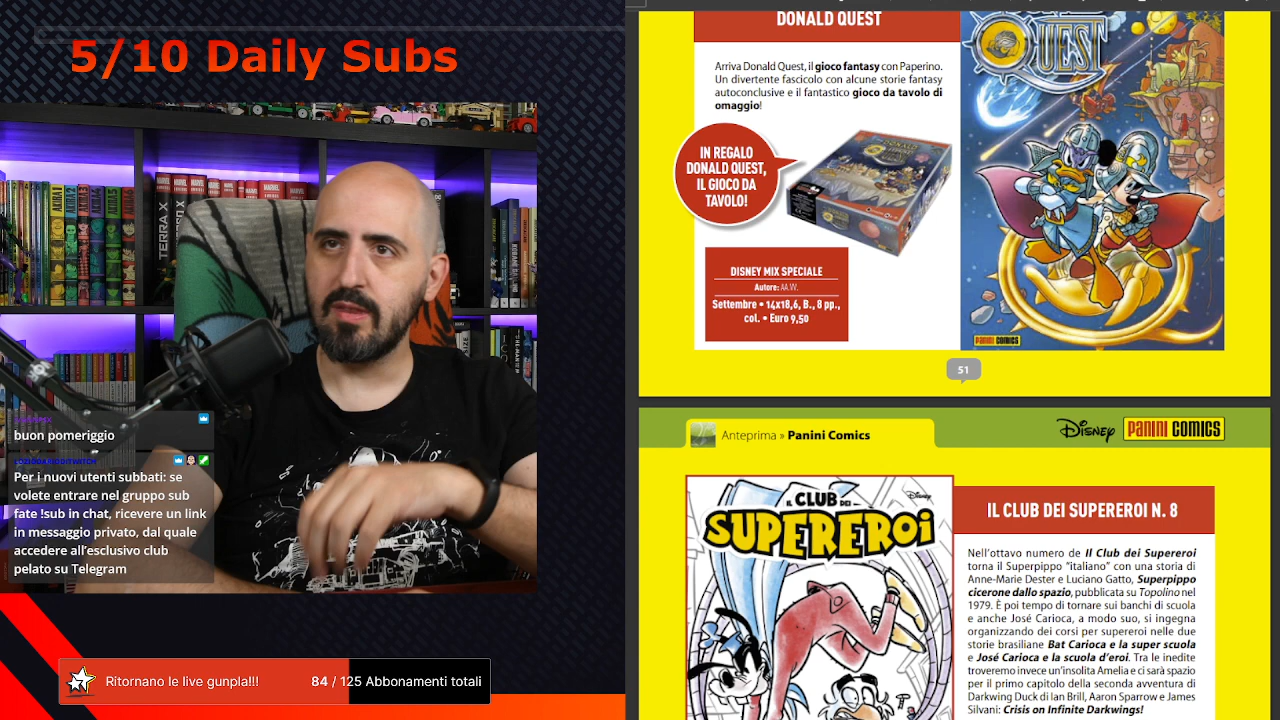 5/10 Daily Subs
TERRA X
buon pomeriggio
Per i nuovi utenti subbati: se
volete entrare nel gruppo sub
fate !sub in chat, ricevere un link
in messaggio privato, dal quale
accedere all'esclusivo club
pelato su Telegram
Ritornano le live gunpla!!!
84 / 125 Abbonamenti totali
DONALD QUEST
Arriva Donald Quest, il gioco fantasy con Paperino.
Un divertente fascicolo con alcune storie fantasy
autoconclusive e il fantastico gioco da tavolo di
omaggio!
IN REGALO
DONALD QUEST,
IL GIOCO DA
TAVOLO!
DISNEY MIX SPECIALE
Autore: AA.VV.
Settembre • 14x18,6, B., 8 pp.,
col. • Euro 9,50
QUEST
PANINI COMICS
51
Anteprima » Panini Comics
Disney
PANINI COMICS
IL CLUB DEI
Disney
SUPEREROI
IL CLUB DEI SUPEREROI N. 8
Nell'ottavo numero de Il Club dei Supereroi
torna il Superpippo "italiano" con una storia di
Anne-Marie Dester e Luciano Gatto, Superpippo
cicerone dallo spazio, pubblicata su Topolino nel
1979. È poi tempo di tornare sui banchi di scuola
e anche José Carioca, a modo suo, si ingegna
organizzando dei corsi per supereroi nelle due
storie brasiliane Bat Carioca e la super scuola
e José Carioca e la scuola d'eroi. Tra le inedite
troveremo invece un'insolita Amelia e ci sarà spazio
per il primo capitolo della seconda avventura di
Darkwing Duck di Ian Brill, Aaron Sparrow e James
Silvani: Crisis on Infinite Darkwings!